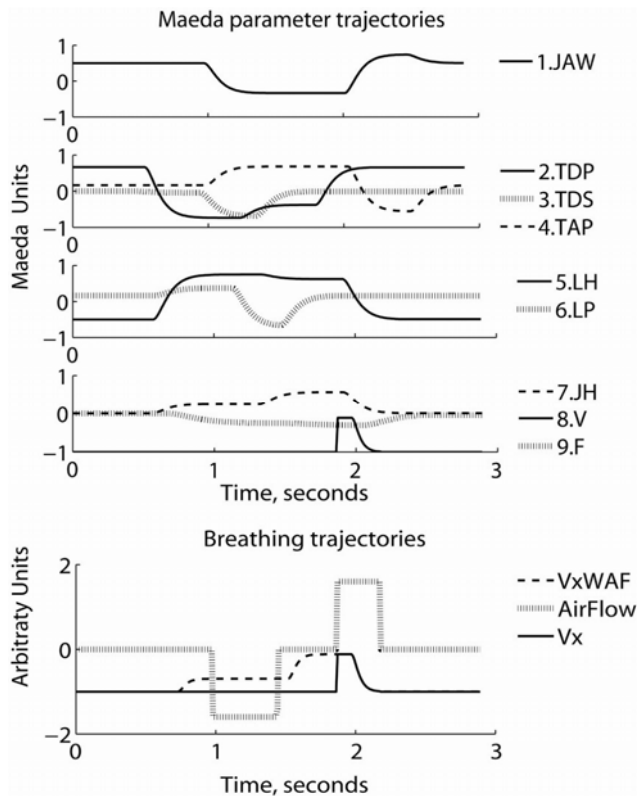 Maeda parameter trajectories
1
0
−1
0
1.JAW
Maeda Units
1
0
−1
0
2.TDP
3.TDS
4.TAP
1
0
−1
0
5.LH
6.LP
1
0
−1
0 1 2 3
7.JH
8.V
9.F
Time, seconds
Breathing trajectories
Arbitraty Units
2
0
−2
0 1 2 3
VxWAF
AirFlow
Vx
Time, seconds